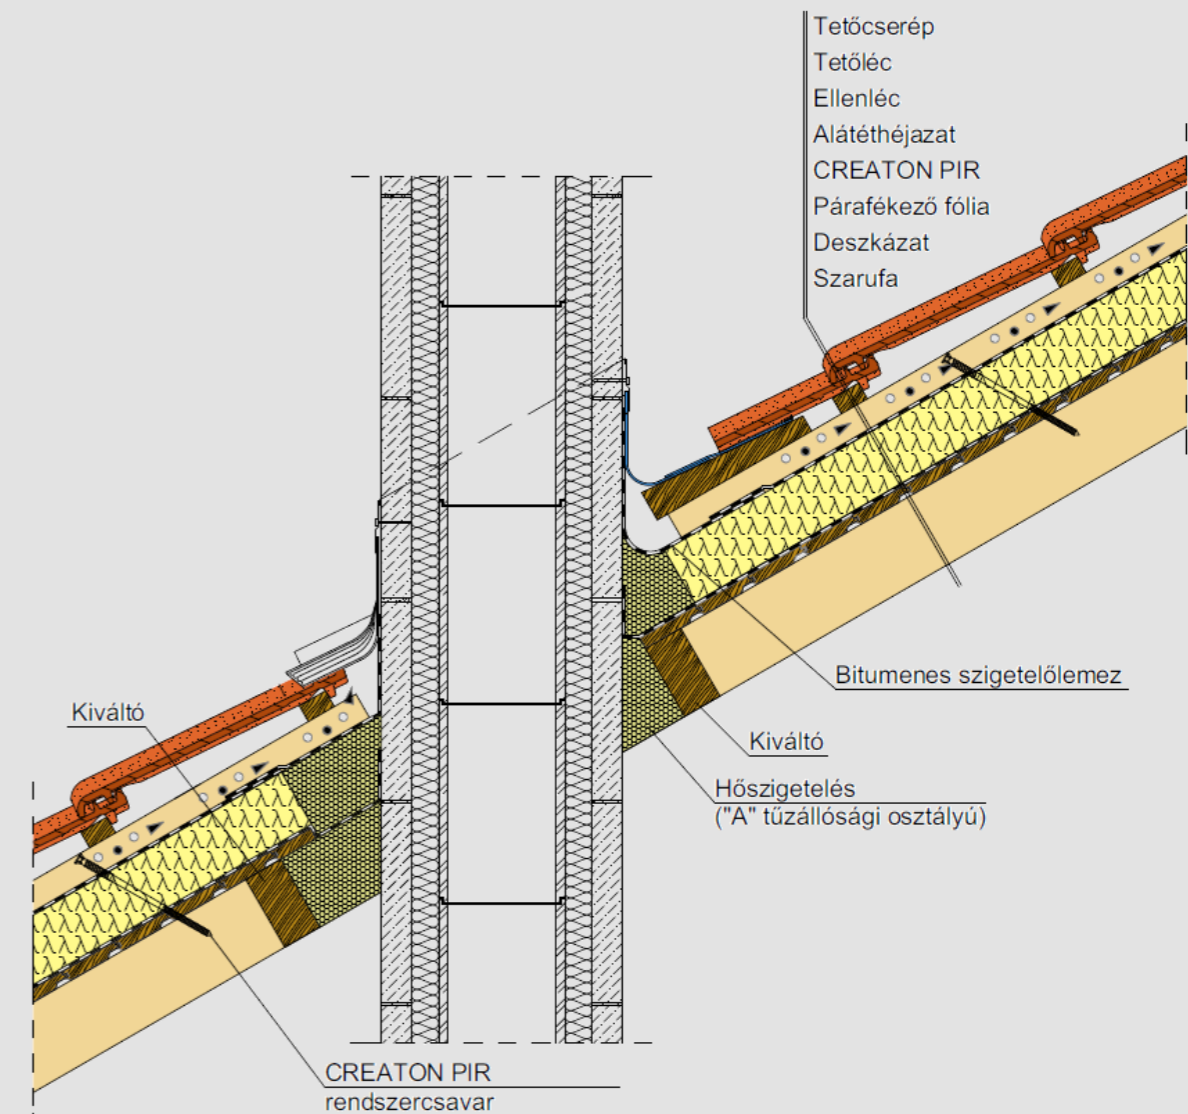 Tetőcserép
Tetőléc
Ellenléc
Alátéthéjazat
CREATON PIR
Párafékező fólia
Deszkázat
Szarufa
Bitumenes szigetelőlemez
Kiváltó
Kiváltó
Hőszigetelés
("A" tűzállósági osztályú)
CREATON PIR
rendszercsavar